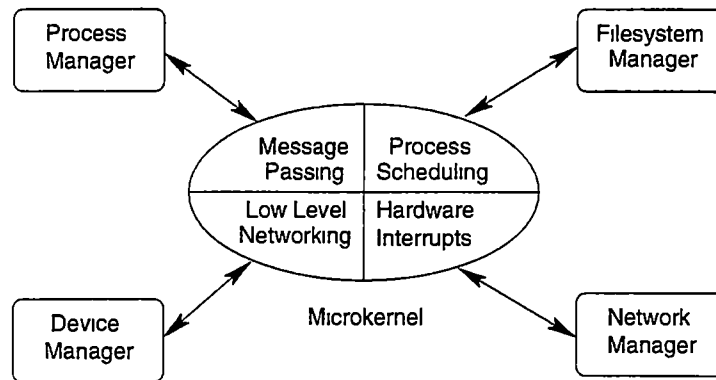 Process
Manager
Filesystem
Manager
Message
Passing
Process
Scheduling
Low Level
Networking
Hardware
Interrupts
Device
Manager
Microkernel
Network
Manager